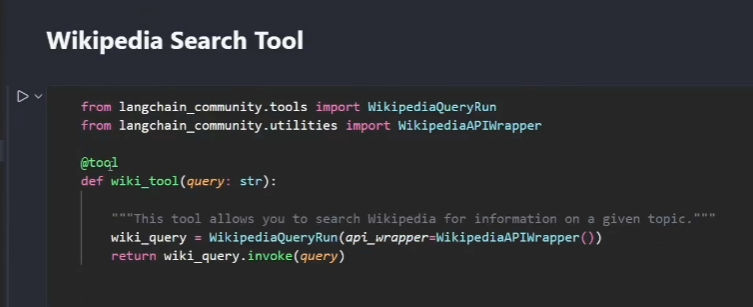 Wikipedia Search Tool
from langchain_community.tools import WikipediaQueryRun
from langchain_community.utilities import WikipediaAPIWrapper
@tool
def wiki_tool(query: str):
"""This tool allows you to search Wikipedia for information on a given topic."""
wiki_query = WikipediaQueryRun(api_wrapper=WikipediaAPIWrapper())
return wiki_query.invoke(query)